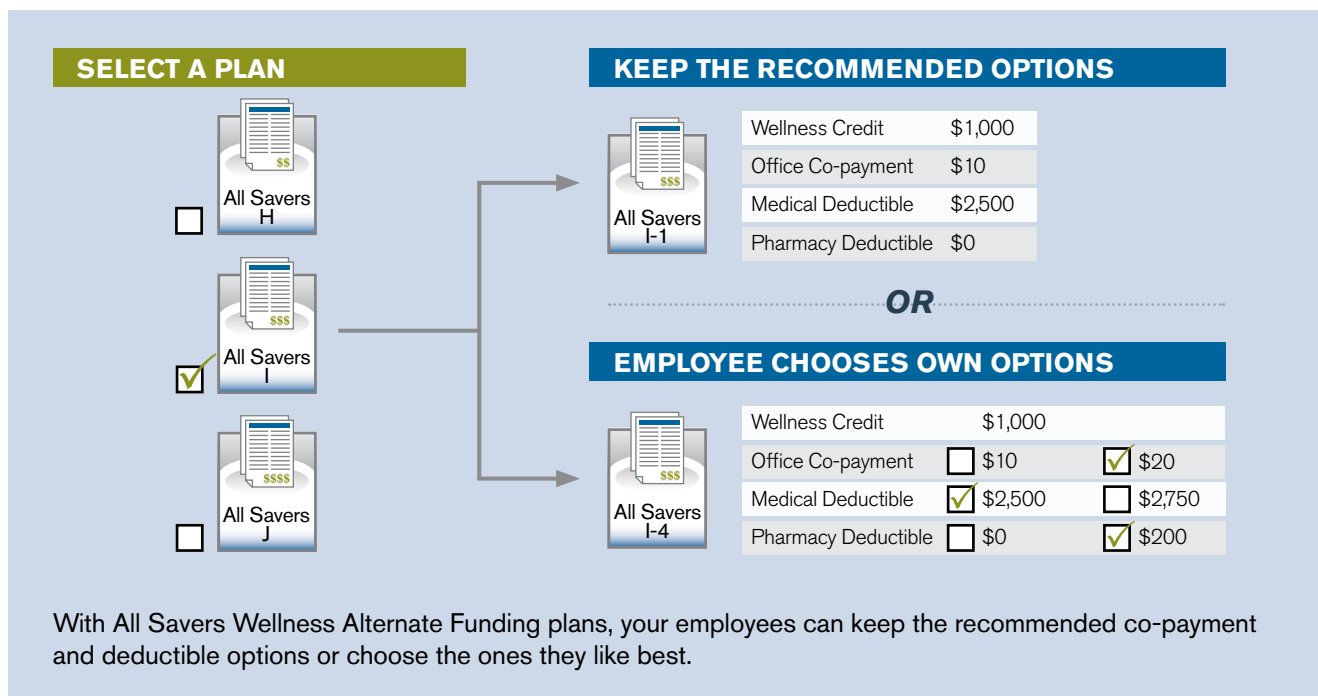 SELECT A PLAN
$$
All Savers
H
$$$
All Savers
I
$$$$
All Savers
J
KEEP THE RECOMMENDED OPTIONS
$$$
All Savers
I-1
Wellness Credit $1,000
Office Co-payment $10
Medical Deductible $2,500
Pharmacy Deductible $0
OR
EMPLOYEE CHOOSES OWN OPTIONS
$$$
All Savers
I-4
Wellness Credit $1,000
Office Co-payment $10 $20
Medical Deductible $2,500 $2,750
Pharmacy Deductible $0 $200
With All Savers Wellness Alternate Funding plans, your employees can keep the recommended co-payment
and deductible options or choose the ones they like best.